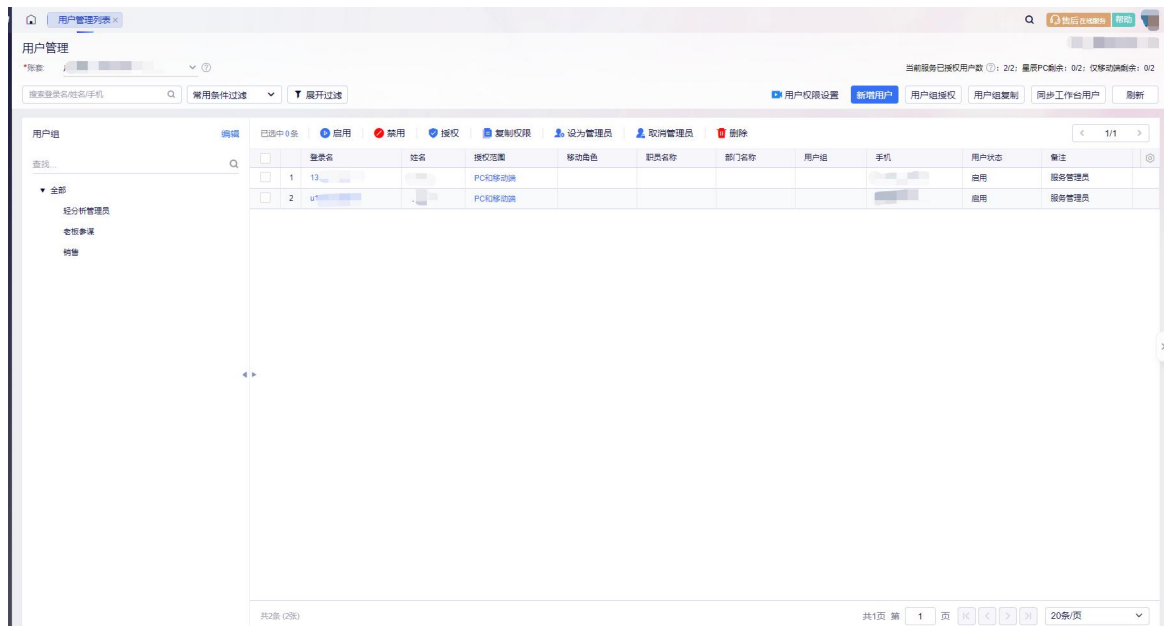 用户管理列表 ×
售后 在线服务 帮助
用户管理
*账套:
当前服务已授权用户数 ?: 2/2; 星辰PC剩余: 0/2; 仅移动端剩余: 0/2
搜索登录名/姓名/手机 常用条件过滤 展开过滤 用户权限设置 新增用户 用户组授权 用户组复制 同步工作台用户 刷新
用户组 编辑
已选中0条 启用 禁用 授权 复制权限 设为管理员 取消管理员 删除 1/1
查找...
登录名 姓名 授权范围 移动角色 职员名称 部门名称 用户组 手机 用户状态 备注
1 13 PC和移动端 启用 服务管理员
2 u1 PC和移动端 启用 服务管理员
全部
经分析管理员
老板参谋
销售
共2条 (2张) 共1页 第 1 页 20条/页